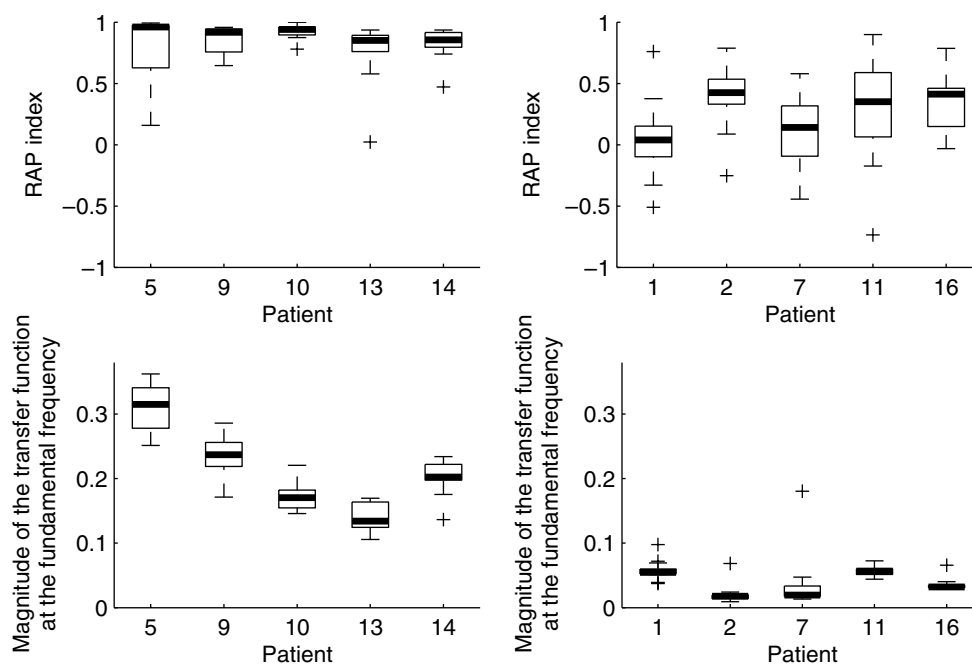 1
0.5
0
−0.5
−1
RAP index
5 9 10 13 14
Patient
1
0.5
0
−0.5
−1
RAP index
1 2 7 11 16
Patient
Magnitude of the transfer function
at the fundamental frequency
0.3
0.2
0.1
0
5 9 10 13 14
Patient
Magnitude of the transfer function
at the fundamental frequency
0.3
0.2
0.1
0
1 2 7 11 16
Patient